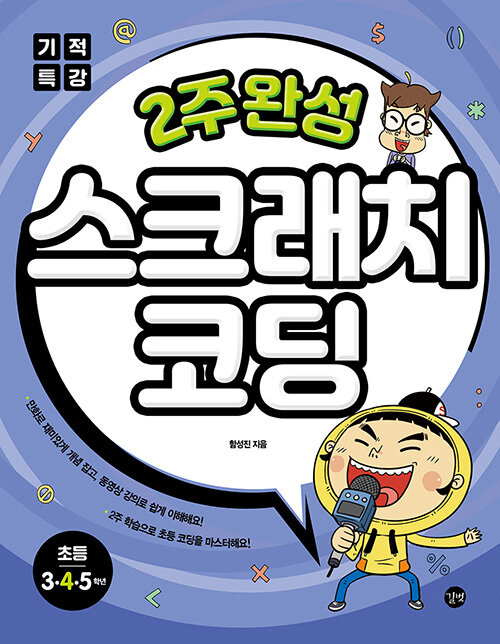 기적
특강
2주 완성
스크래치
코딩
함성진 지음
만화로 재미있게 개념 잡고, 동영상 강의로 쉽게 이해해요!
2주 학습으로 초등 코딩을 마스터해요!
초등
3·4·5학년
길벗